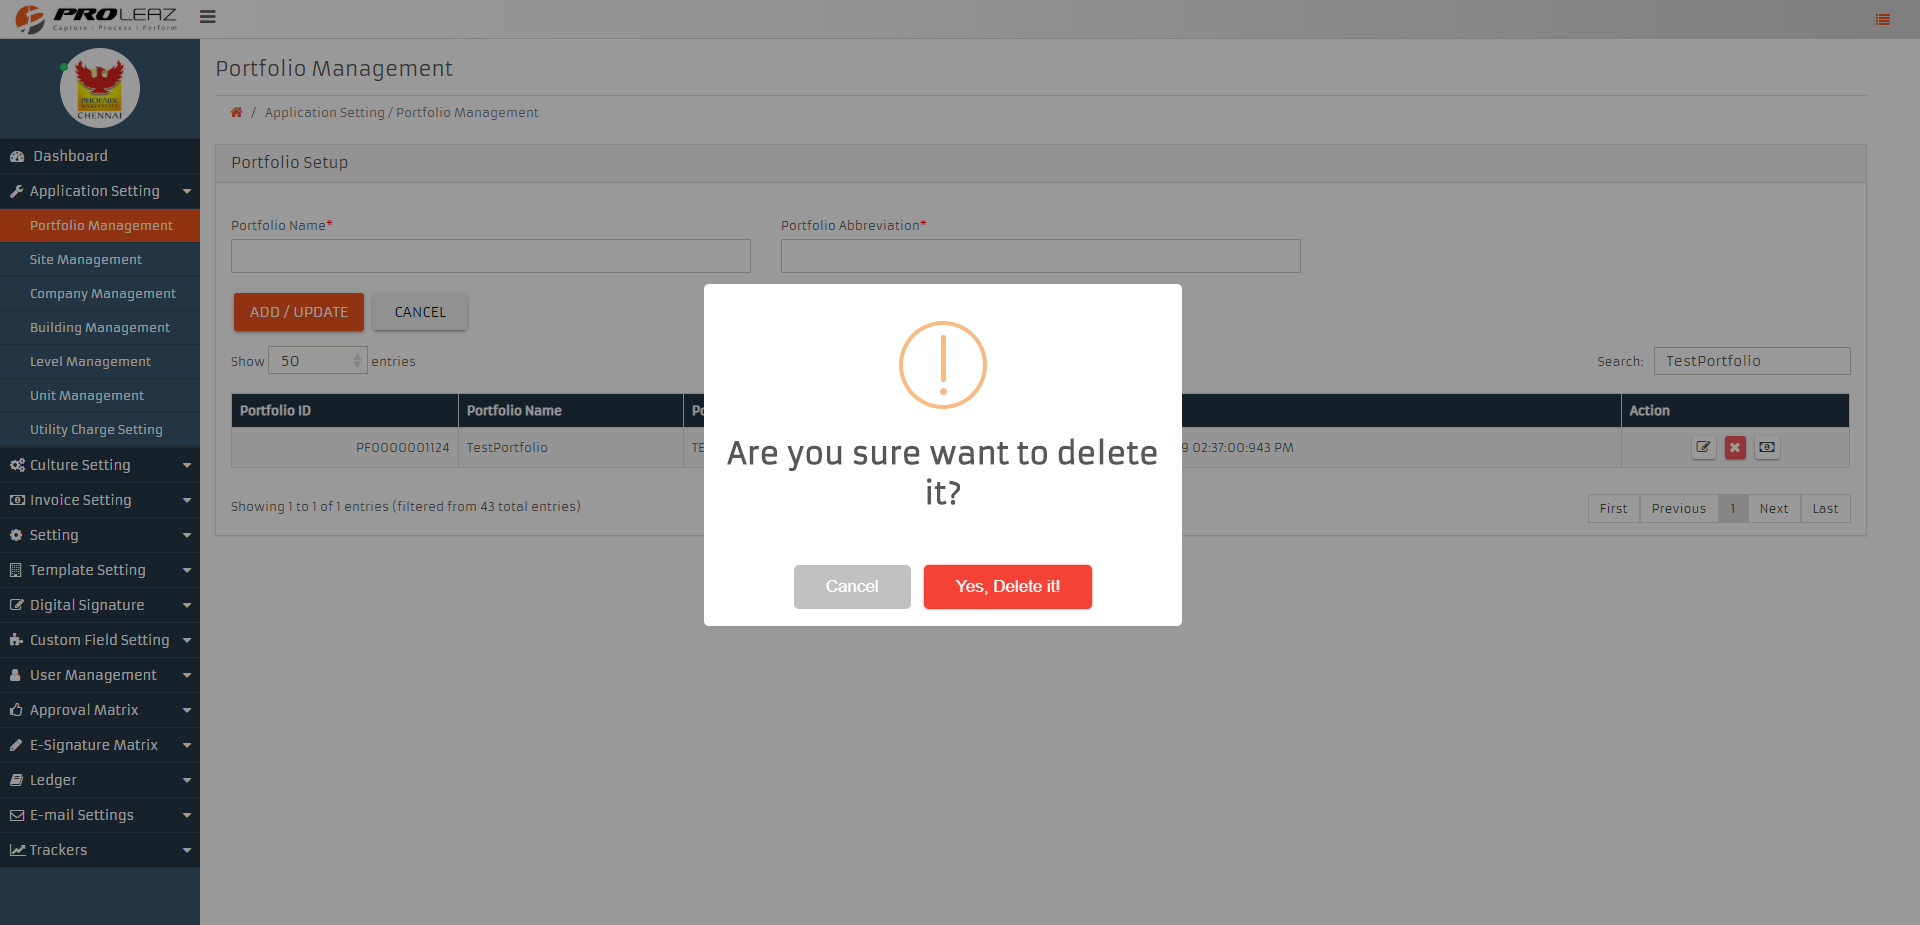 PROLEAZ
Capture | Process | Perform
PHOENIX
MARKETCITY
CHENNAI
Dashboard
Application Setting
Portfolio Management
Site Management
Company Management
Building Management
Level Management
Unit Management
Utility Charge Setting
Culture Setting
Invoice Setting
Setting
Template Setting
Digital Signature
Custom Field Setting
User Management
Approval Matrix
E-Signature Matrix
Ledger
E-mail Settings
Trackers
Portfolio Management
/ Application Setting / Portfolio Management
Portfolio Setup
Portfolio Name* Portfolio Abbreviation*
ADD / UPDATE CANCEL
Show 50 entries Search: TestPortfolio
Portfolio ID Portfolio Name Po Action
PF0000001124 TestPortfolio TE 9 02:37:00:943 PM
Showing 1 to 1 of 1 entries (filtered from 43 total entries) First Previous 1 Next Last
Are you sure want to delete
it?
Cancel Yes, Delete it!